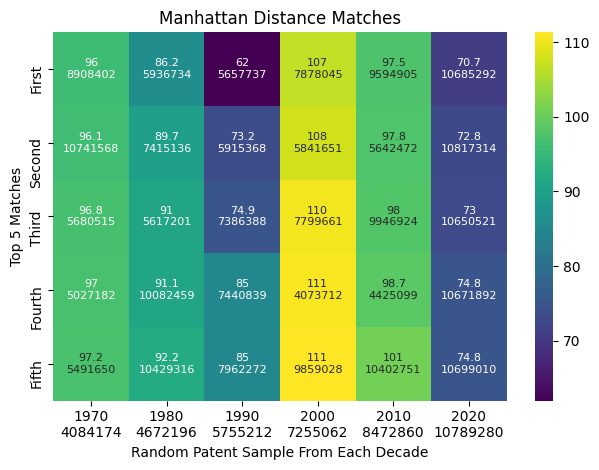 Manhattan Distance Matches
96 86.2 62 107 97.5 70.7
8908402 5936734 5657737 7878045 9594905 10685292
96.1 89.7 73.2 108 97.8 72.8
10741568 7415136 5915368 5841651 5642472 10817314
96.8 91 74.9 110 98 73
5680515 5617201 7386388 7799661 9946924 10650521
97 91.1 85 111 98.7 74.8
5027182 10082459 7440839 4073712 4425099 10671892
97.2 92.2 85 111 101 74.8
5491650 10429316 7962272 9859028 10402751 10699010
First
Second
Third
Fourth
Fifth
Top 5 Matches
1970 1980 1990 2000 2010 2020
4084174 4672196 5755212 7255062 8472860 10789280
Random Patent Sample From Each Decade
110
100
90
80
70